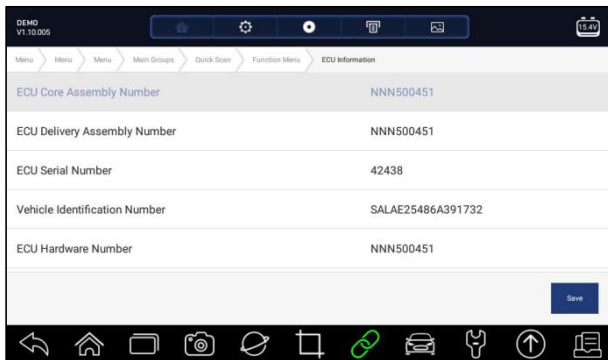 DEMO
V1.10.005
15.4V
Menu Menu Menu Main Groups Quick Scan Function Menu ECU Information
ECU Core Assembly Number NNN500451
ECU Delivery Assembly Number NNN500451
ECU Serial Number 42438
Vehicle Identification Number SALAE25486A391732
ECU Hardware Number NNN500451
Save